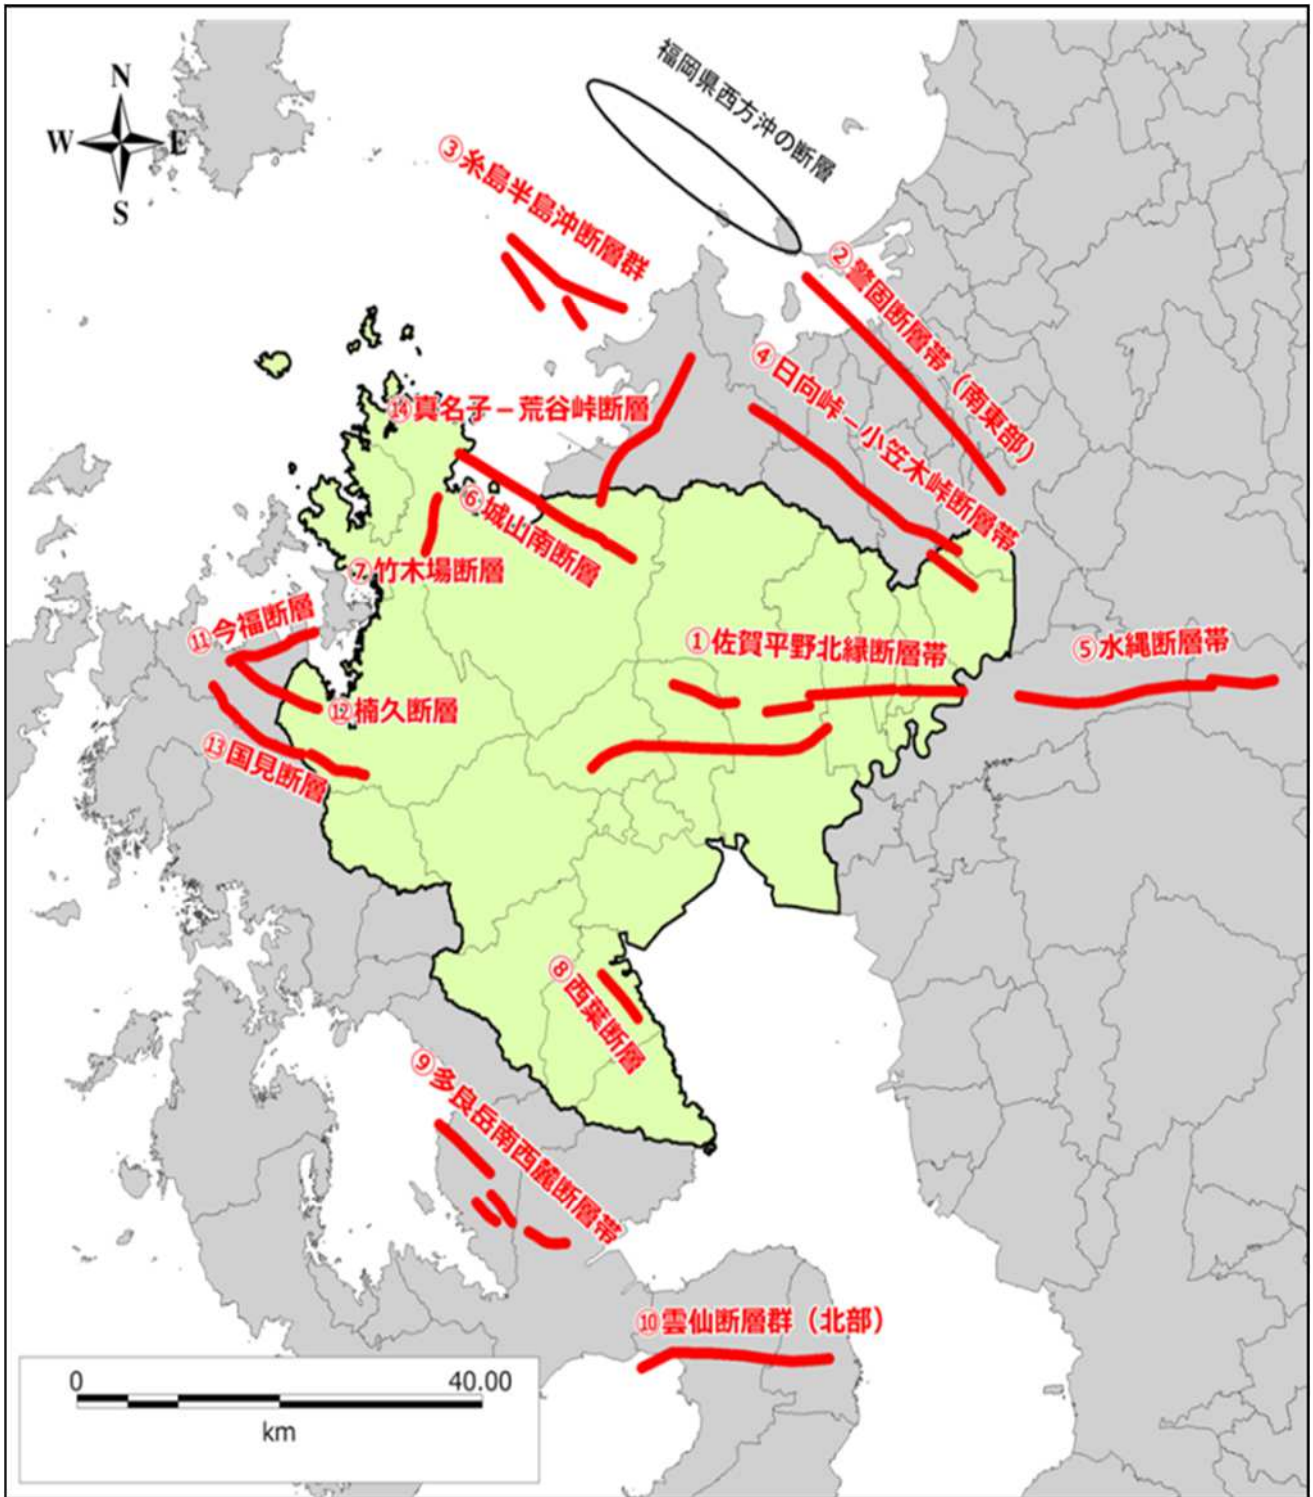 N
W E
S
福岡県西方沖の断層
③糸島半島沖断層群
②警固断層帯（南東部）
④日向峠－小笠木峠断層帯
⑭真名子－荒谷峠断層
⑥城山南断層
⑦竹木場断層
⑪今福断層
①佐賀平野北縁断層帯
⑤水縄断層帯
⑫楠久断層
⑬国見断層
⑧西葉断層
⑨多良岳南西麓断層帯
⑩雲仙断層群（北部）
0 40.00
km